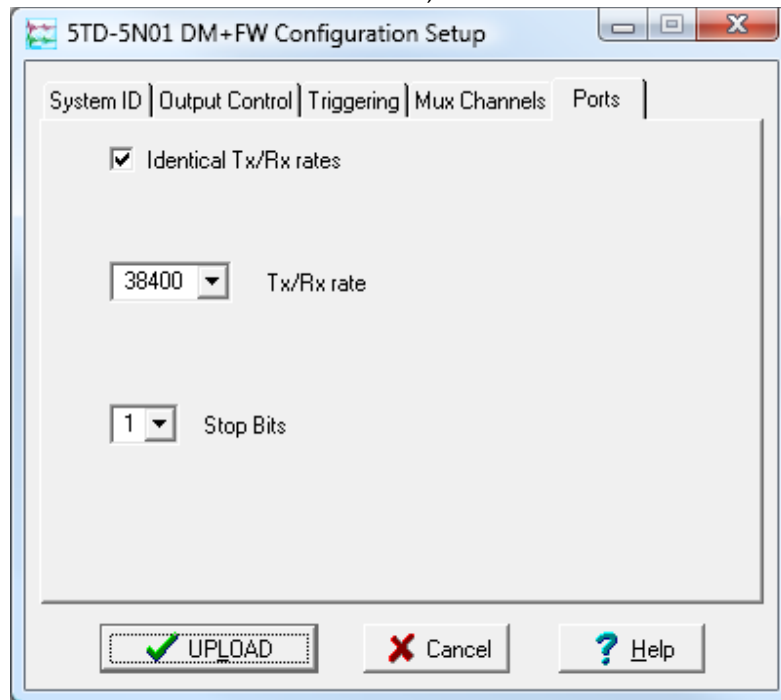 5TD-5N01 DM+FW Configuration Setup
System ID Output Control Triggering Mux Channels Ports
Identical Tx/Rx rates
38400 Tx/Rx rate
1 Stop Bits
UPLOAD Cancel Help